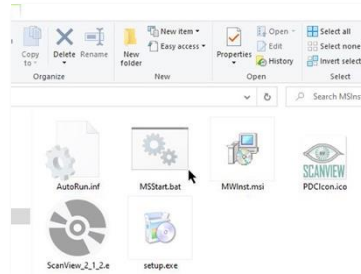 New item
Open
Select all
Easy access
Edit
Select none
Copy to
Delete
Rename
New folder
Properties
History
Invert select
Organize
New
Open
Select
Search MSInst
AutoRun.inf
MSStart.bat
MWInst.msi
SCANVIEW
PDCIcon.ico
ScanView_2_1_2.e
setup.exe